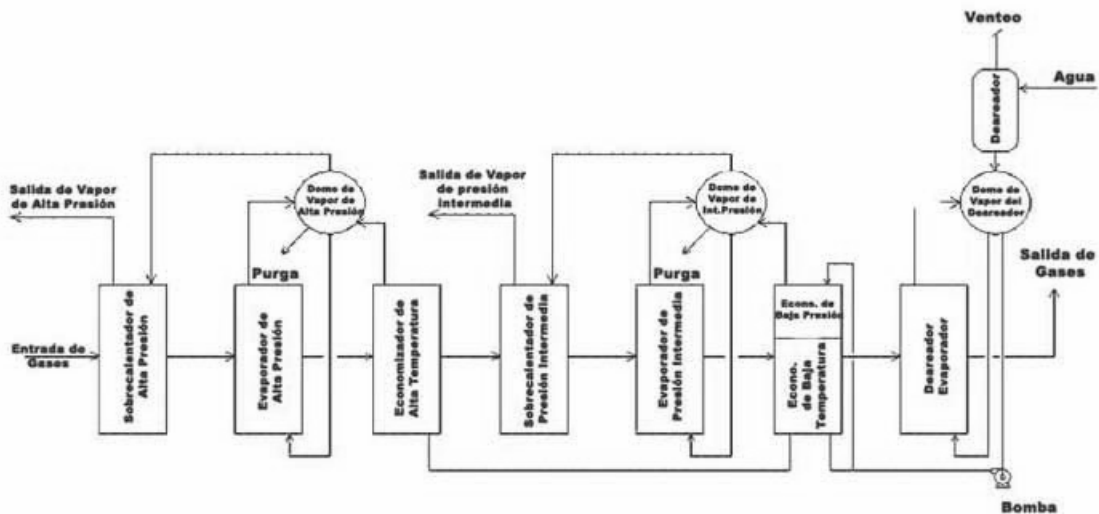 Venteo
Agua
Deareador
Domo de
Vapor del
Deareador
Salida de
Gases
Salida de Vapor
de Alta Presión
Domo de
Vapor de
Alta Presión
Purga
Salida de Vapor
de presión
intermedia
Domo de
Vapor de
Int.Presión
Purga
Entrada de
Gases
Sobrecalentador de
Alta Presión
Evaporador de
Alta Presión
Economizador de
Alta Temperatura
Sobrecalentador de
Presión Intermedia
Evaporador de
Presión Intermedia
Econs. de
Baja Presión
Econo.
de Baja
Temperatura
Deareador
Evaporador
Bomba